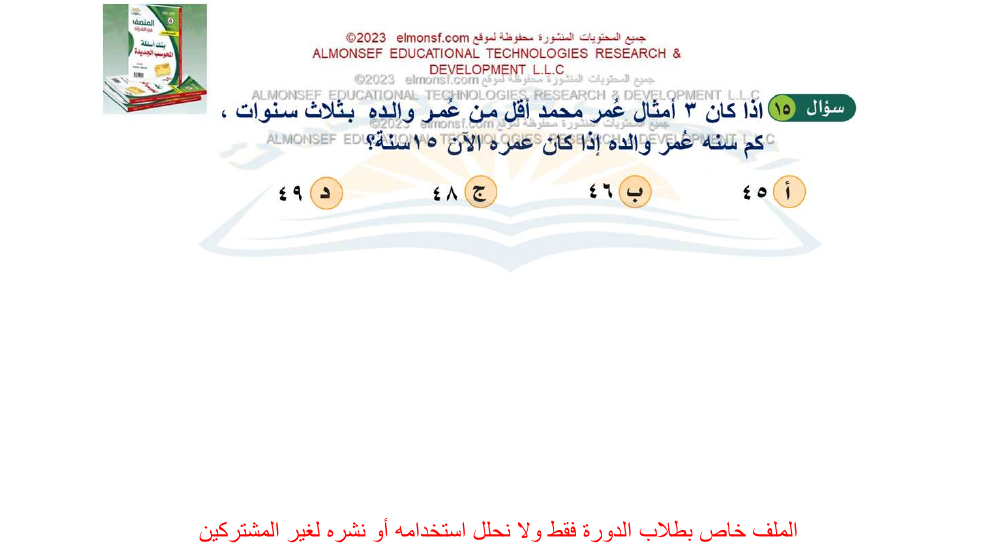 المنصف
في القدرات
بنك أسئلة
المحوسب الجديدة
جميع المحتويات المنشورة محفوظة لموقع elmonsf.com ©2023
ALMONSEF EDUCATIONAL TECHNOLOGIES RESEARCH &
DEVELOPMENT L.L.C
جميع المحتويات المنشورة محفوظة لموقع elmonsf.com ©2023
ALMONSEF EDUCATIONAL TECHNOLOGIES RESEARCH & DEVELOPMENT L.L.C
سؤال ١٥ اذا كان ٣ أمثال عُمر محمد أقل من عُمر والده بثلاث سنوات ،
جميع المحتويات المنشورة محفوظة لموقع elmonsf.com ©2023
كم سنه عُمر والده إذا كان عمره الآن ١٥ سنة؟
ALMONSEF EDUCATIONAL TECHNOLOGIES RESEARCH & DEVELOPMENT L.L.C
أ ٤٥ ب ٤٦ ج ٤٨ د ٤٩
الملف خاص بطلاب الدورة فقط ولا نحلل استخدامه أو نشره لغير المشتركين